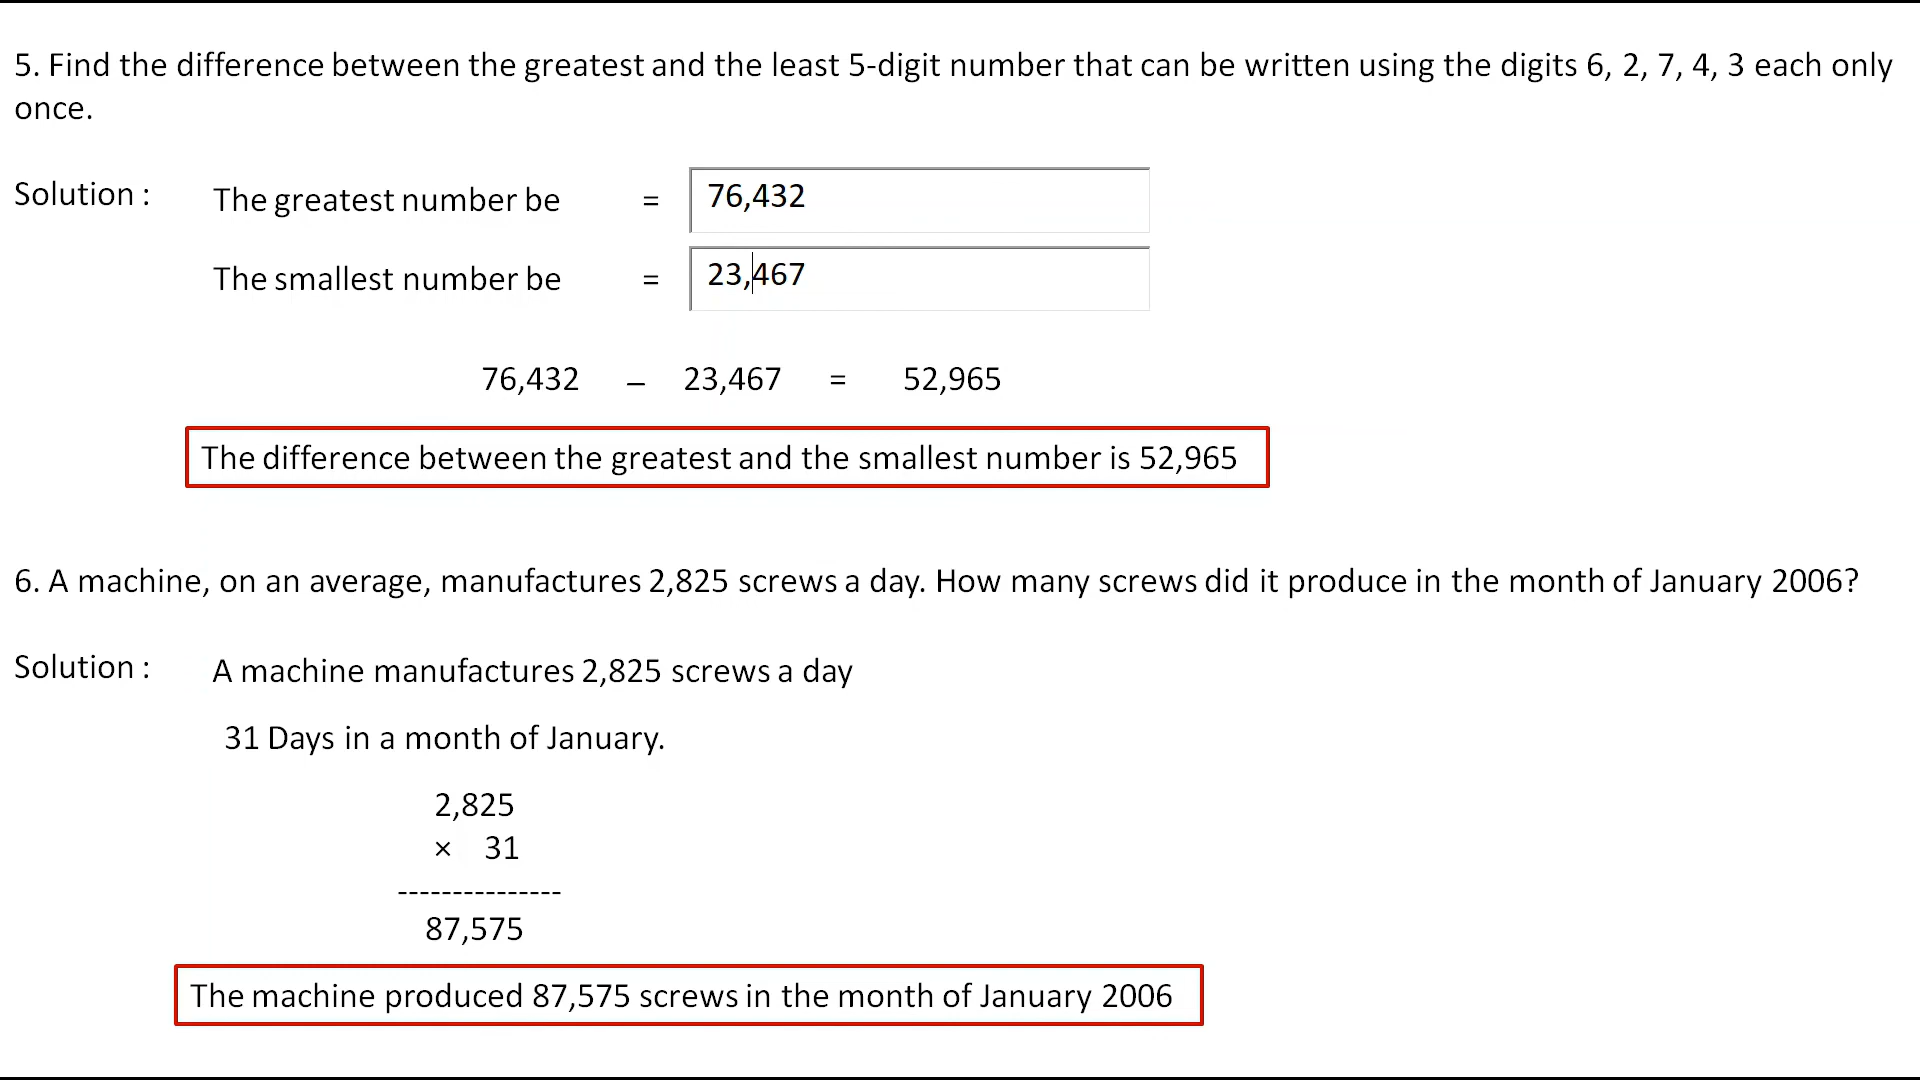 5. Find the difference between the greatest and the least 5-digit number that can be written using the digits 6, 2, 7, 4, 3 each only
once.
Solution : The greatest number be = 76,432
The smallest number be = 23,467
76,432 – 23,467 = 52,965
The difference between the greatest and the smallest number is 52,965
6. A machine, on an average, manufactures 2,825 screws a day. How many screws did it produce in the month of January 2006?
Solution : A machine manufactures 2,825 screws a day
31 Days in a month of January.
2,825
× 31
---------------
87,575
The machine produced 87,575 screws in the month of January 2006